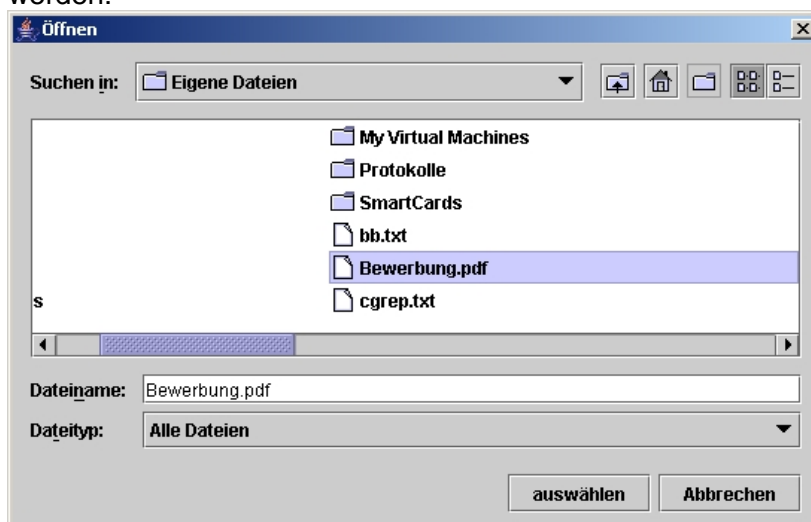 werden.
Öffnen
Suchen in: Eigene Dateien
My Virtual Machines
Protokolle
SmartCards
bb.txt
Bewerbung.pdf
s cgrep.txt
Dateiname: Bewerbung.pdf
Dateityp: Alle Dateien
auswählen Abbrechen